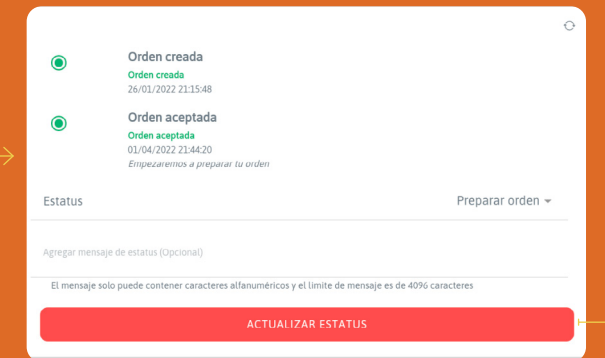 Orden creada
Orden creada
26/01/2022 21:15:48
Orden aceptada
Orden aceptada
01/04/2022 21:44:20
Empezaremos a preparar tu orden
Estatus
Preparar orden
Agregar mensaje de estatus (Opcional)
El mensaje solo puede contener caracteres alfanuméricos y el limite de mensaje es de 4096 caracteres
ACTUALIZAR ESTATUS